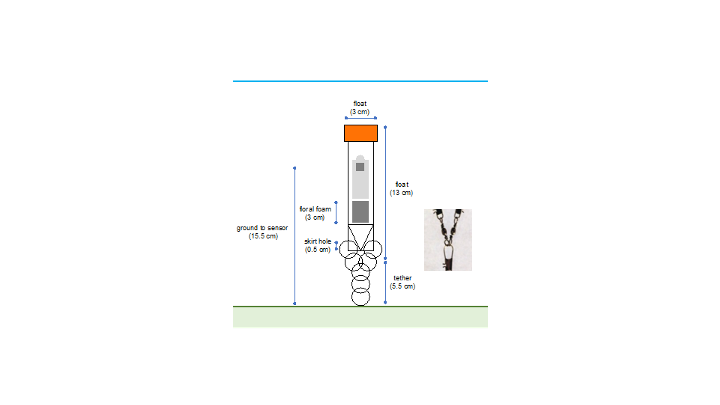 float
(3 cm)
float
(13 cm)
floral foam
(3 cm)
ground to sensor
(15.5 cm)
skirt hole
(0.5 cm)
tether
(5.5 cm)